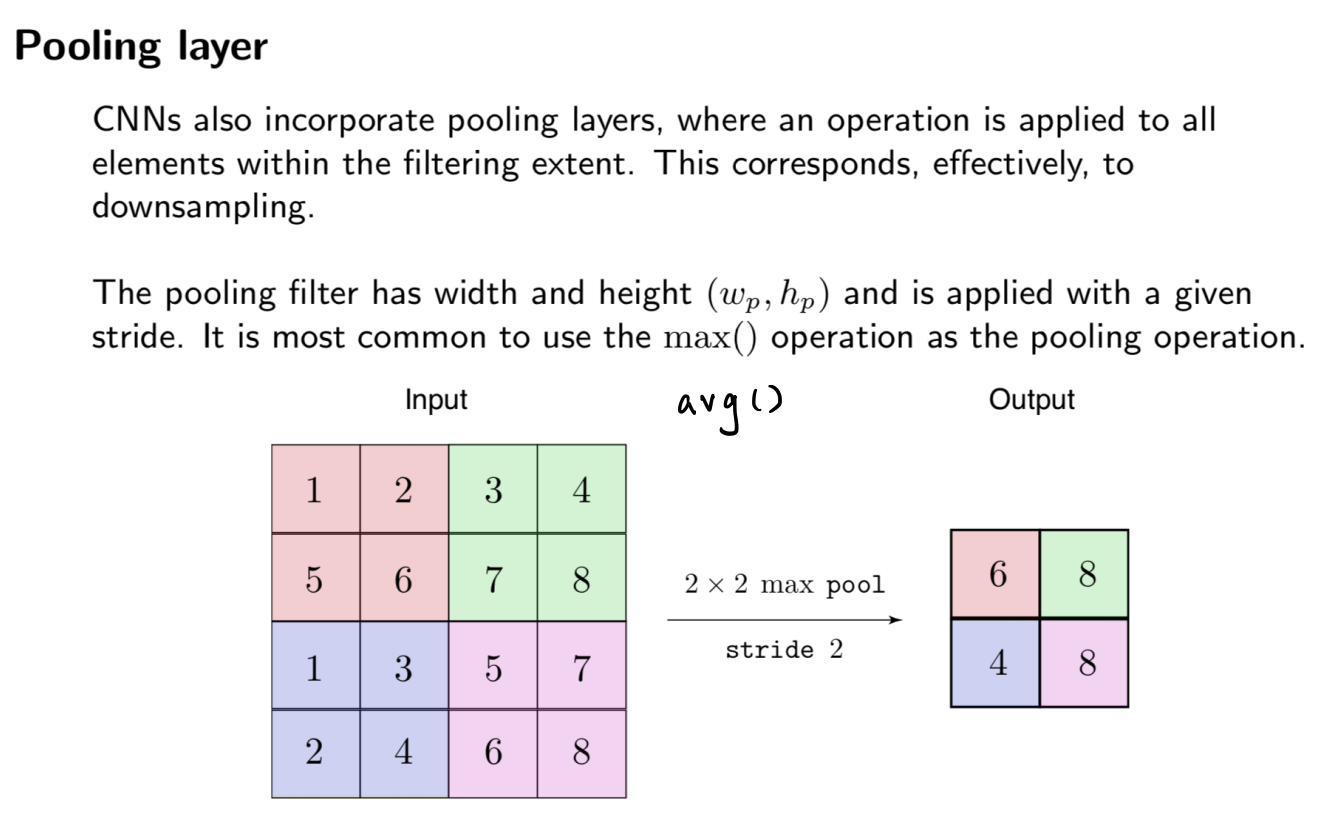 Pooling layer
CNNs also incorporate pooling layers, where an operation is applied to all
elements within the filtering extent. This corresponds, effectively, to
downsampling.
The pooling filter has width and height (wₚ, hₚ) and is applied with a given
stride. It is most common to use the max() operation as the pooling operation.
Input
avg()
Output
1 2 3 4
5 6 7 8
1 3 5 7
2 4 6 8
2 × 2 max pool
stride 2
6 8
4 8